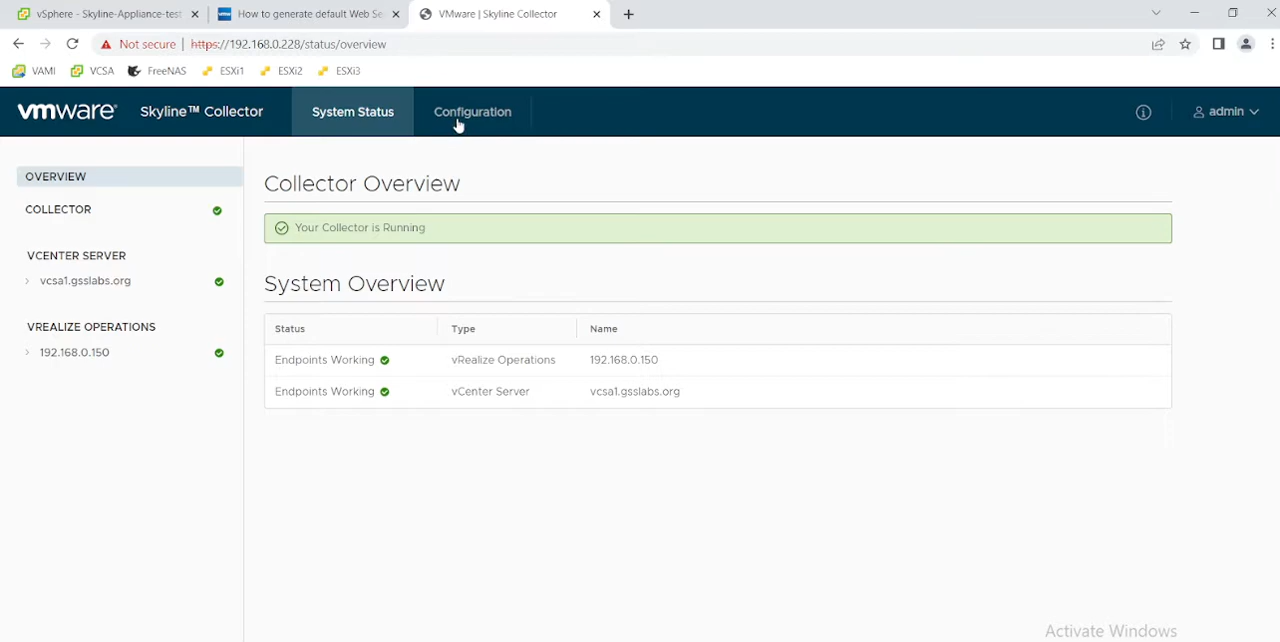 vSphere - Skyline-Appliance-test
How to generate default Web Se
VMware | Skyline Collector
Not secure | https://192.168.0.228/status/overview
VAMI VCSA FreeNAS ESXi1 ESXi2 ESXi3
vmware® Skyline™ Collector System Status Configuration admin
OVERVIEW
COLLECTOR
VCENTER SERVER
vcsa1.gsslabs.org
VREALIZE OPERATIONS
192.168.0.150
Collector Overview
Your Collector is Running
System Overview
Status Type Name
Endpoints Working vRealize Operations 192.168.0.150
Endpoints Working vCenter Server vcsa1.gsslabs.org
Activate Windows